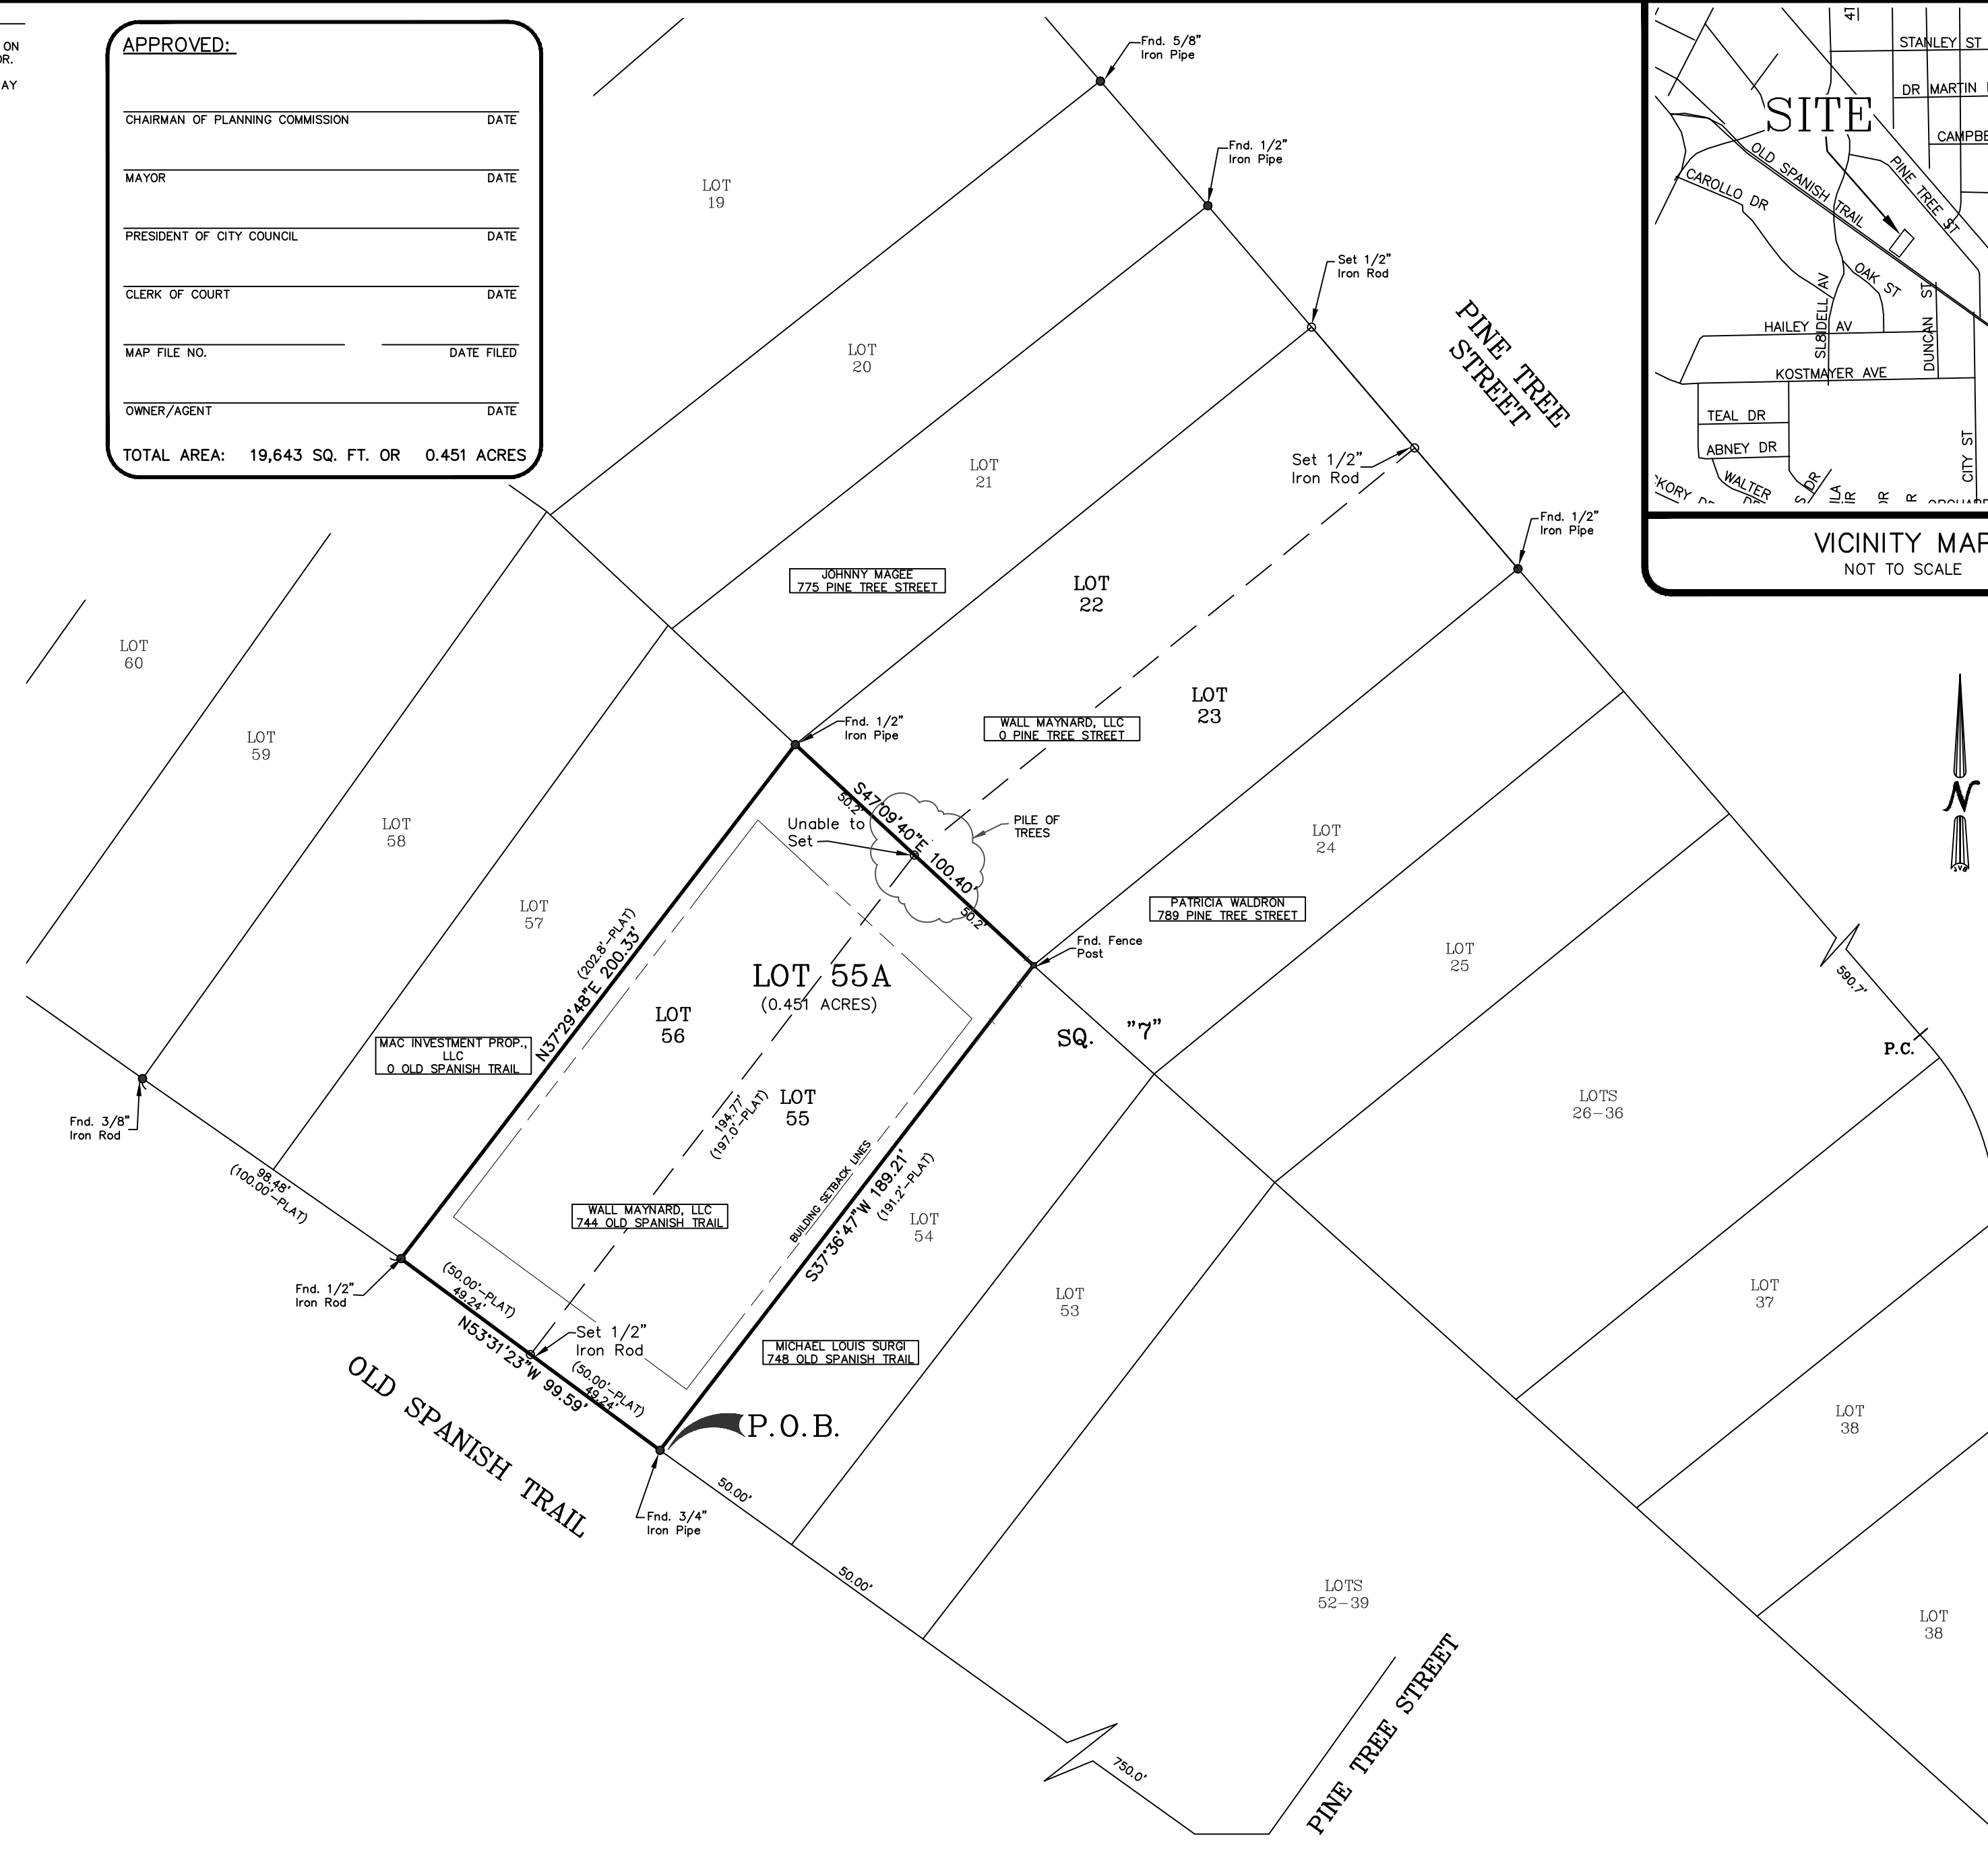 ON
OR.
AY
APPROVED:
CHAIRMAN OF PLANNING COMMISSION DATE
MAYOR DATE
PRESIDENT OF CITY COUNCIL DATE
CLERK OF COURT DATE
MAP FILE NO. DATE FILED
OWNER/AGENT DATE
TOTAL AREA: 19,643 SQ. FT. OR 0.451 ACRES
STANLEY ST
DR MARTIN
CAMPBE
SITE
OLD SPANISH TRAIL
PINE TREE ST
CAROLLO DR
OAK ST
SLIDELL AV
DUNCAN ST
HAILEY AV
KOSTMAYER AVE
TEAL DR
ABNEY DR
WALTER
CITY ST
VICINITY MAP
NOT TO SCALE
N
Fnd. 5/8"
Iron Pipe
Fnd. 1/2"
Iron Pipe
Set 1/2"
Iron Rod
PINE TREE
STREET
Set 1/2"
Iron Rod
Fnd. 1/2"
Iron Pipe
LOT
19
LOT
20
LOT
21
JOHNNY MAGEE
775 PINE TREE STREET
LOT
22
LOT
23
WALL MAYNARD, LLC
0 PINE TREE STREET
LOT
60
LOT
59
LOT
58
LOT
57
Fnd. 1/2"
Iron Pipe
S47°09'40"E 100.40'
50.2'
50.2'
Unable to
Set
PILE OF
TREES
LOT
24
PATRICIA WALDRON
789 PINE TREE STREET
Fnd. Fence
Post
LOT
25
590.7'
P.C.
SQ. "7"
LOTS
26-36
(202.8'-PLAT)
N37°29'48"E 200.33'
LOT 55A
(0.451 ACRES)
LOT
56
LOT
55
194.77'
(197.0'-PLAT)
MAC INVESTMENT PROP.,
LLC
0 OLD SPANISH TRAIL
Fnd. 3/8"
Iron Rod
98.48'
(100.00'-PLAT)
WALL MAYNARD, LLC
744 OLD SPANISH TRAIL
BUILDING SETBACK LINES
S37°36'47"W 189.21'
(191.2'-PLAT)
LOT
54
LOT
53
MICHAEL LOUIS SURGI
748 OLD SPANISH TRAIL
Fnd. 1/2"
Iron Rod
(50.00'-PLAT)
49.24'
N53°31'23"W 99.59'
Set 1/2"
Iron Rod
(50.00'-PLAT)
49.24'
OLD SPANISH TRAIL
P.O.B.
Fnd. 3/4"
Iron Pipe
50.00'
50.00'
LOTS
52-39
LOT
37
LOT
38
LOT
38
750.0'
PINE TREE STREET